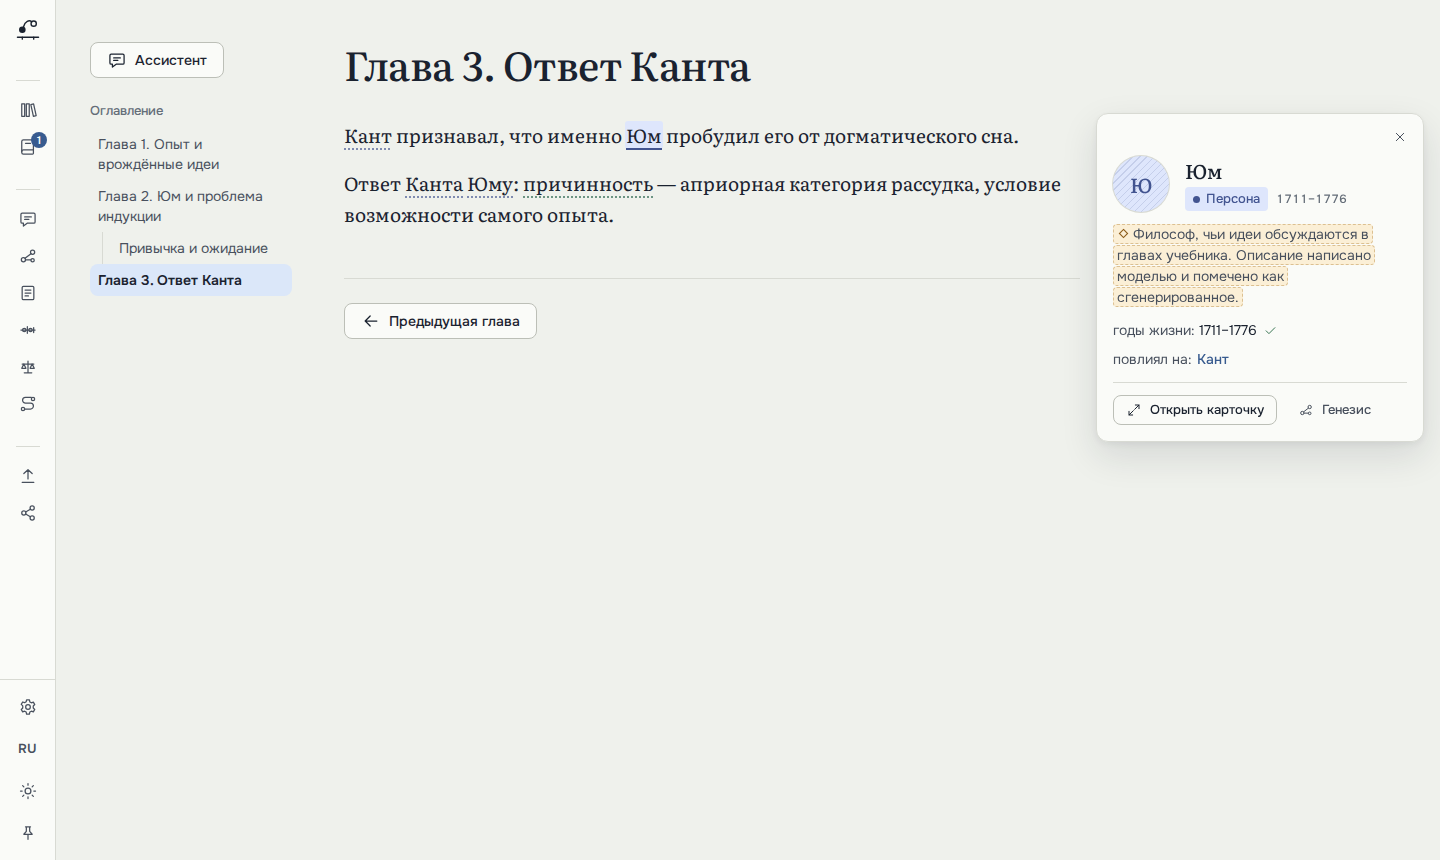 1
RU
Ассистент
Оглавление
Глава 1. Опыт и
врождённые идеи
Глава 2. Юм и проблема
индукции
Привычка и ожидание
Глава 3. Ответ Канта
Глава 3. Ответ Канта
Кант признавал, что именно Юм пробудил его от догматического сна.
Ответ Канта Юму: причинность — априорная категория рассудка, условие
возможности самого опыта.
Предыдущая глава
Ю
Юм
Персона 1711–1776
Философ, чьи идеи обсуждаются в
главах учебника. Описание написано
моделью и помечено как
сгенерированное.
годы жизни: 1711–1776
повлиял на: Кант
Открыть карточку
Генезис